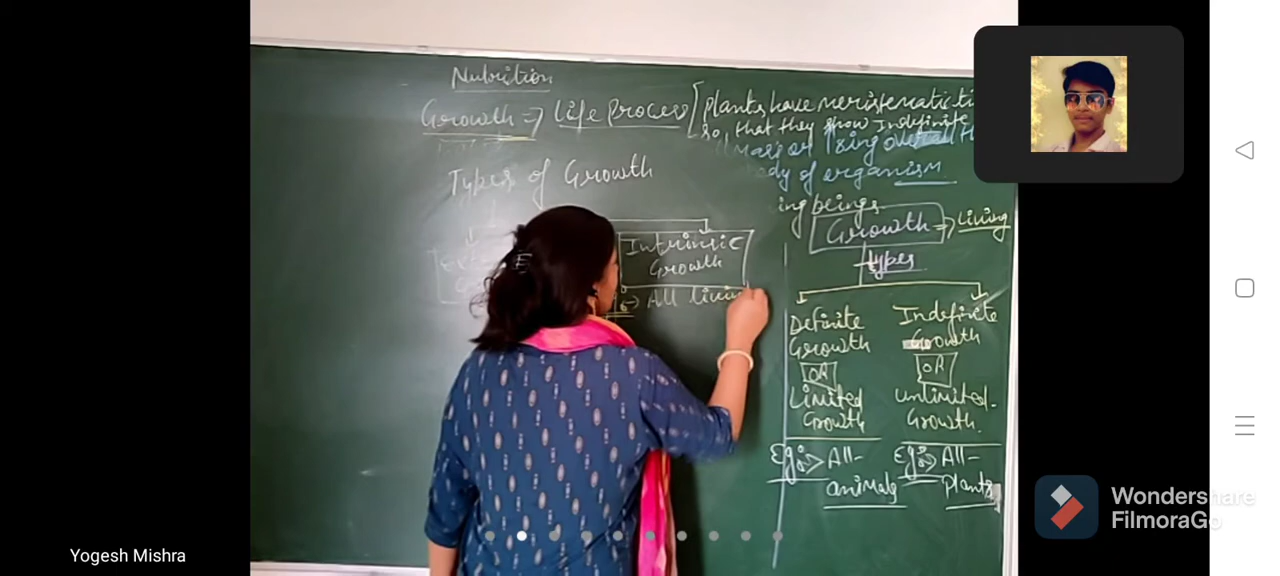 Nutrition
Growth => Life Process [plants have meristematic
so, that they show Indefinite
body of organism
ing beings.
Types of Growth
Growth => Living
types
Intrinsic
Growth
All livin
Definite
Growth
OR
Limited
Growth
Eg:-> All-
animals
Indefinite
Growth
OR
unlimited-
Growth.
Eg:-> All-
plants
Wondershare
FilmoraGo
Yogesh Mishra